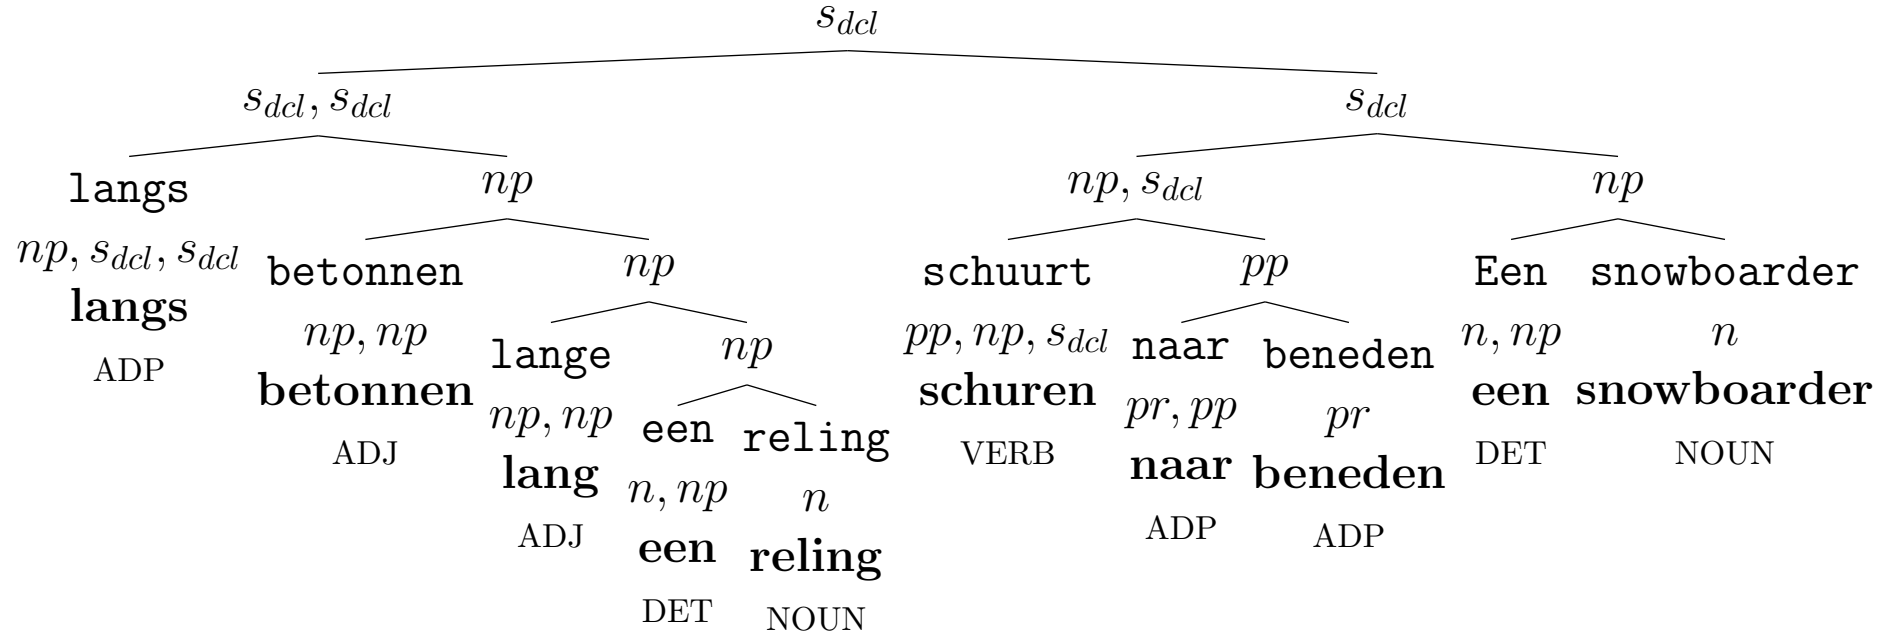 s_dcl
s_dcl, s_dcl s_dcl
langs np np, s_dcl np
np, s_dcl, s_dcl betonnen np schuurt pp Een snowboarder
langs np, np lange np pp, np, s_dcl naar beneden n, np n
ADP betonnen np, np een reling schuren pr, pp pr een snowboarder
ADJ lang n, np n VERB naar beneden DET NOUN
ADJ een reling ADP ADP
DET NOUN